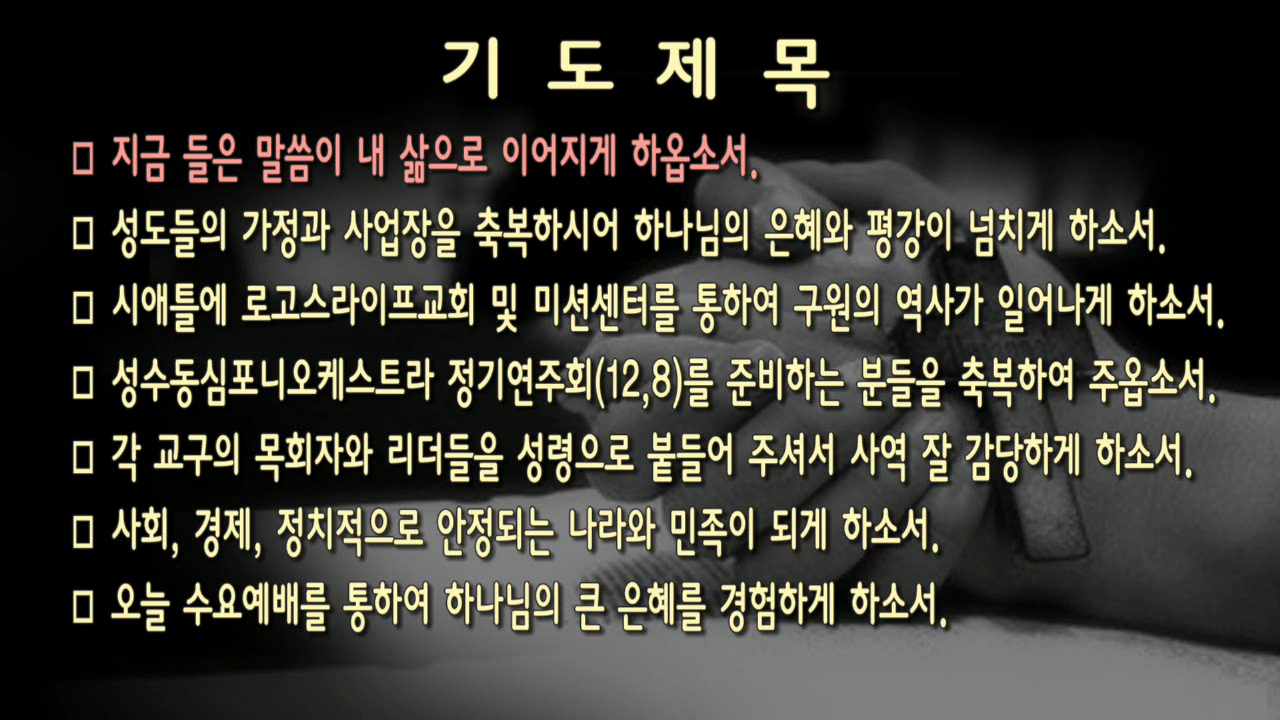 기 도 제 목
□ 지금 들은 말씀이 내 삶으로 이어지게 하옵소서.
□ 성도들의 가정과 사업장을 축복하시어 하나님의 은혜와 평강이 넘치게 하소서.
□ 시애틀에 로고스라이프교회 및 미션센터를 통하여 구원의 역사가 일어나게 하소서.
□ 성수동심포니오케스트라 정기연주회(12,8)를 준비하는 분들을 축복하여 주옵소서.
□ 각 교구의 목회자와 리더들을 성령으로 붙들어 주셔서 사역 잘 감당하게 하소서.
□ 사회, 경제, 정치적으로 안정되는 나라와 민족이 되게 하소서.
□ 오늘 수요예배를 통하여 하나님의 큰 은혜를 경험하게 하소서.